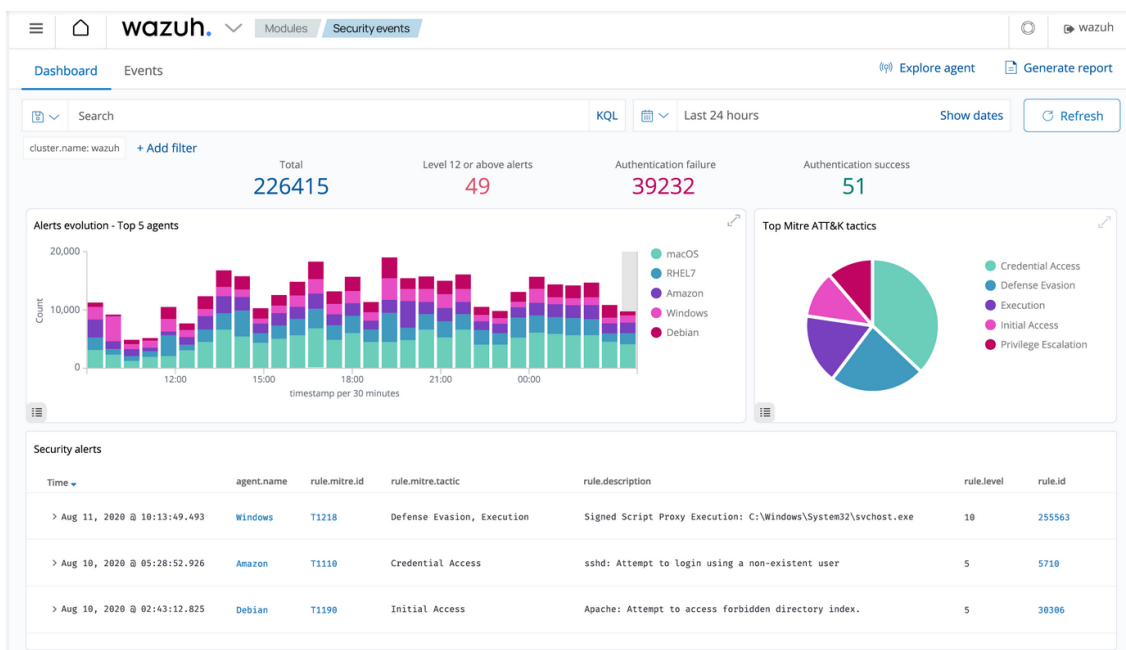 wazuh. Modules Security events wazuh
Dashboard Events Explore agent Generate report
Search KQL Last 24 hours Show dates Refresh
cluster.name: wazuh + Add filter
Total Level 12 or above alerts Authentication failure Authentication success
226415 49 39232 51
Alerts evolution - Top 5 agents
20,000
10,000
0
Count
12:00 15:00 18:00 21:00 00:00
timestamp per 30 minutes
macOS
RHEL7
Amazon
Windows
Debian
Top Mitre ATT&K tactics
Credential Access
Defense Evasion
Execution
Initial Access
Privilege Escalation
Security alerts
Time agent.name rule.mitre.id rule.mitre.tactic rule.description rule.level rule.id
> Aug 11, 2020 @ 10:13:49.493 Windows T1218 Defense Evasion, Execution Signed Script Proxy Execution: C:\Windows\System32\svchost.exe 10 255563
> Aug 10, 2020 @ 05:28:52.926 Amazon T1110 Credential Access sshd: Attempt to login using a non-existent user 5 5710
> Aug 10, 2020 @ 02:43:12.825 Debian T1190 Initial Access Apache: Attempt to access forbidden directory index. 5 30306